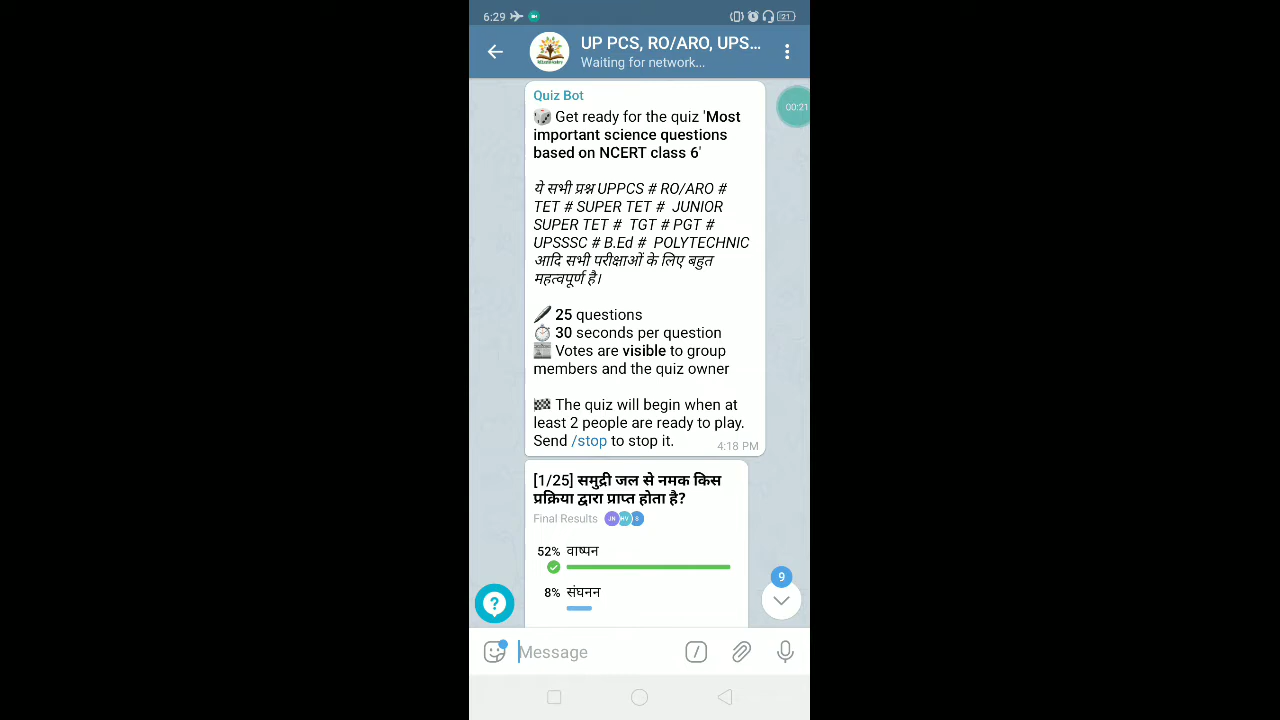 6:29
21
UP PCS, RO/ARO, UPS...
Waiting for network...
00:21
Quiz Bot
Get ready for the quiz 'Most
important science questions
based on NCERT class 6'
ये सभी प्रश्न UPPCS # RO/ARO #
TET # SUPER TET # JUNIOR
SUPER TET # TGT # PGT #
UPSSSC # B.Ed # POLYTECHNIC
आदि सभी परीक्षाओं के लिए बहुत
महत्वपूर्ण है।
25 questions
30 seconds per question
Votes are visible to group
members and the quiz owner
The quiz will begin when at
least 2 people are ready to play.
Send /stop to stop it.
4:18 PM
[1/25] समुद्री जल से नमक किस
प्रक्रिया द्वारा प्राप्त होता है?
Final Results JN HV S
52% वाष्पन
8% संघनन
9
Message